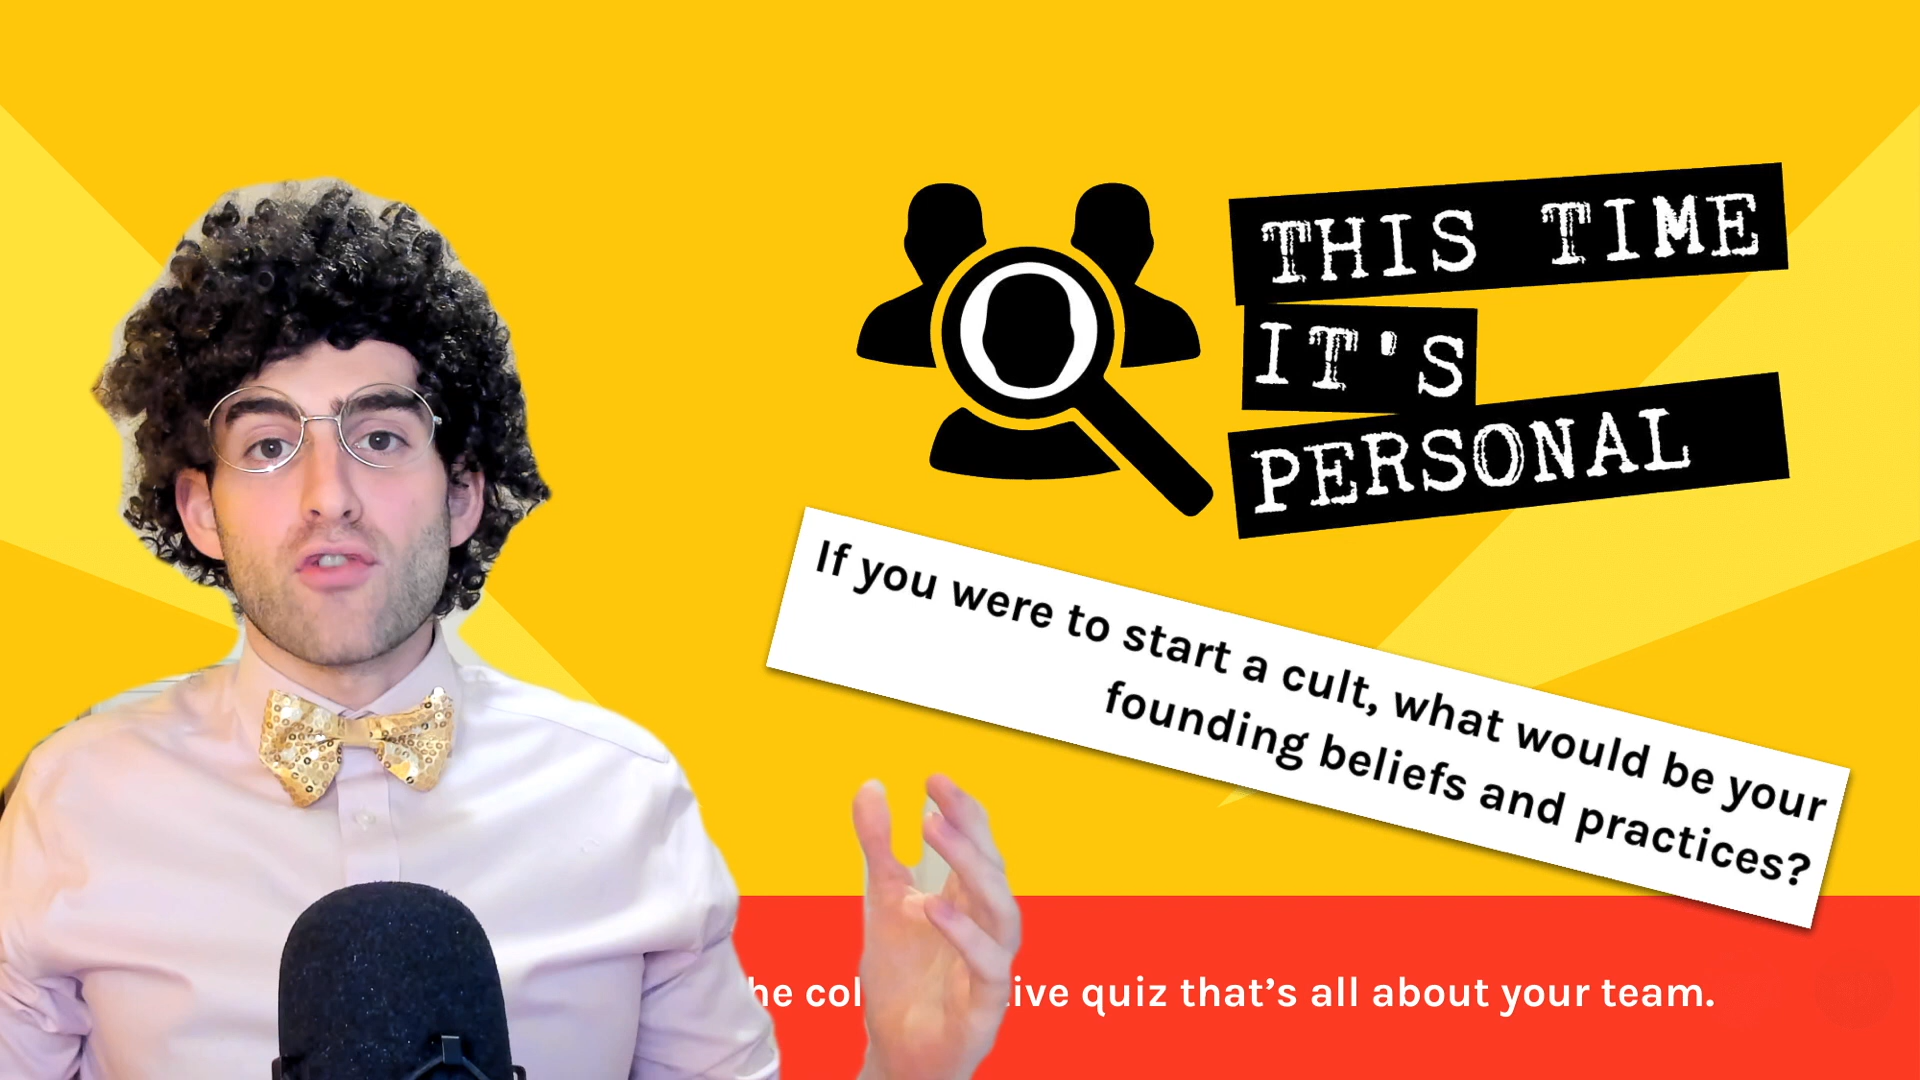 THIS TIME
IT'S
PERSONAL
If you were to start a cult, what would be your
founding beliefs and practices?
quiz that's all about your team.